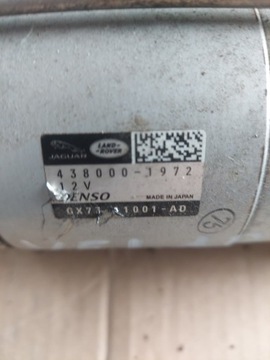 JAGUAR LAND ROVER
438000-1972
12V
DENSO MADE IN JAPAN
GX73-11001-AD